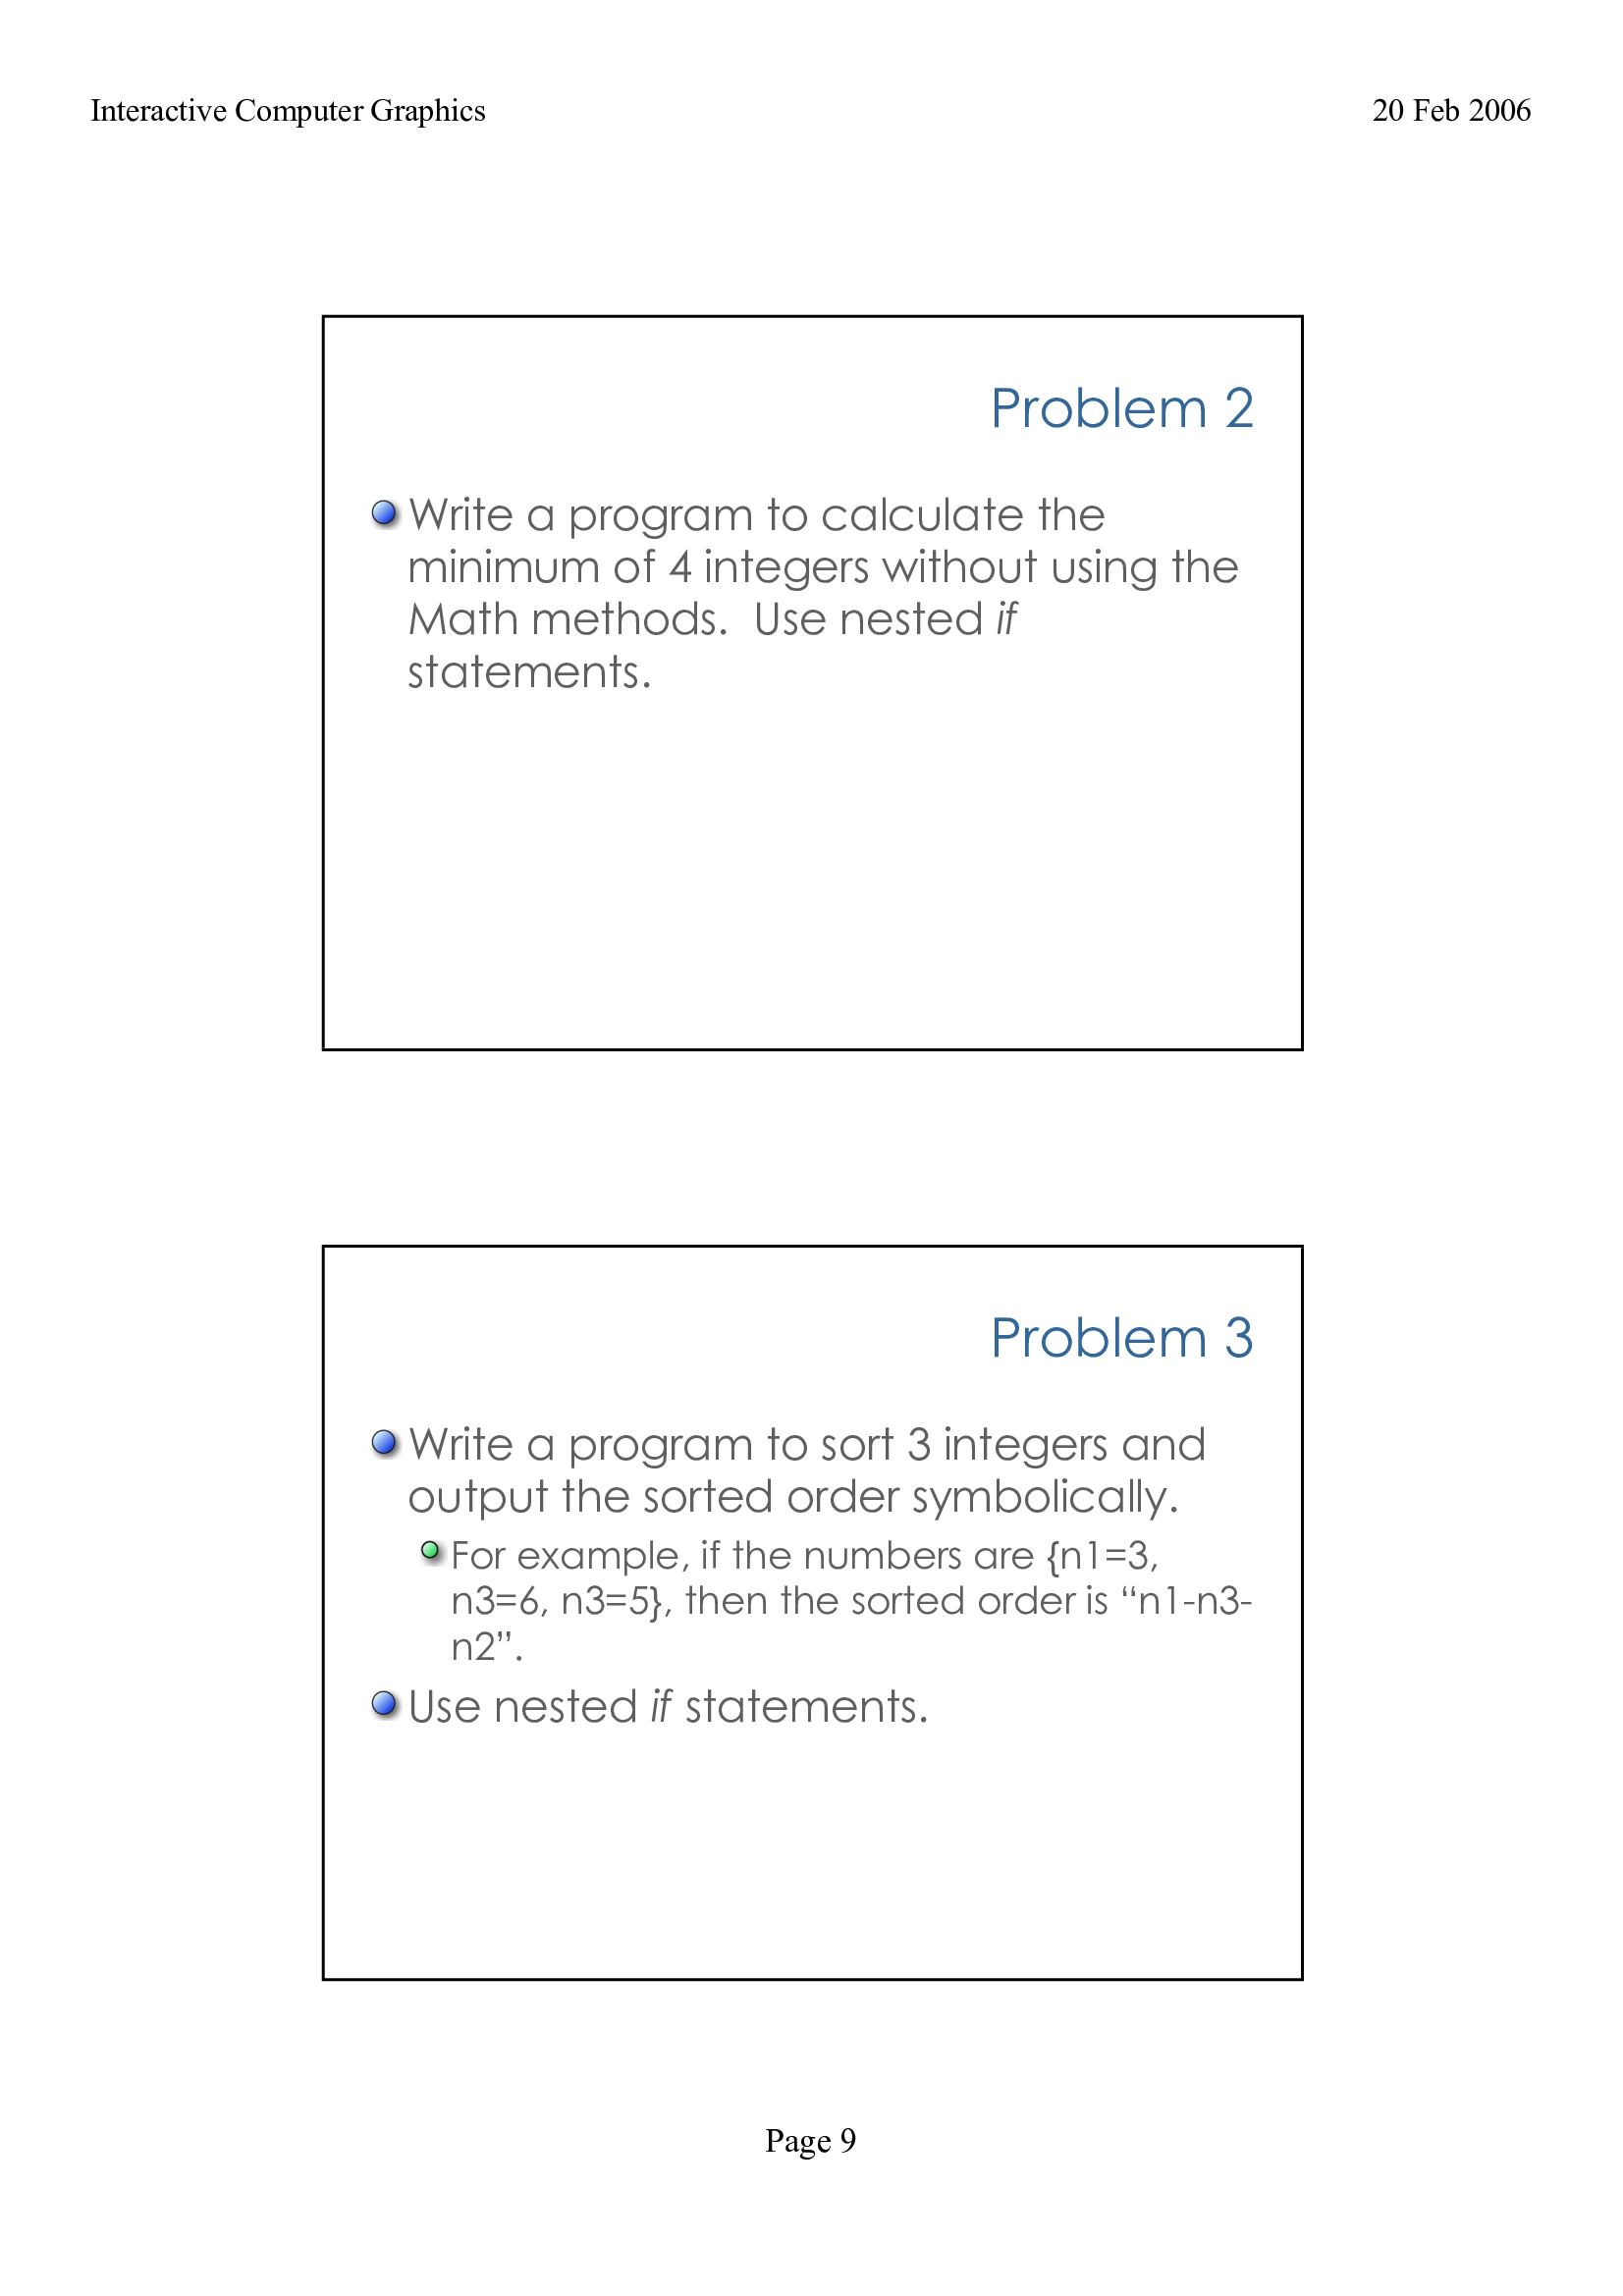 Interactive Computer Graphics 20 Feb 2006
Problem 2
Write a program to calculate the
minimum of 4 integers without using the
Math methods.  Use nested if
statements.
Problem 3
Write a program to sort 3 integers and
output the sorted order symbolically.
For example, if the numbers are {n1=3,
n3=6, n3=5}, then the sorted order is “n1-n3-
n2”.
Use nested if statements.
Page 9